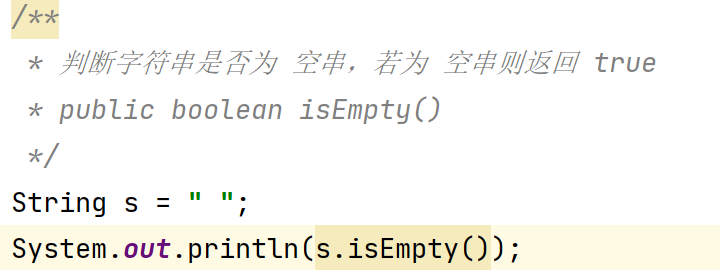 /**
 * 判断字符串是否为 空串，若为 空串则返回 true
 * public boolean isEmpty()
 */
String s = " ";
System.out.println(s.isEmpty());